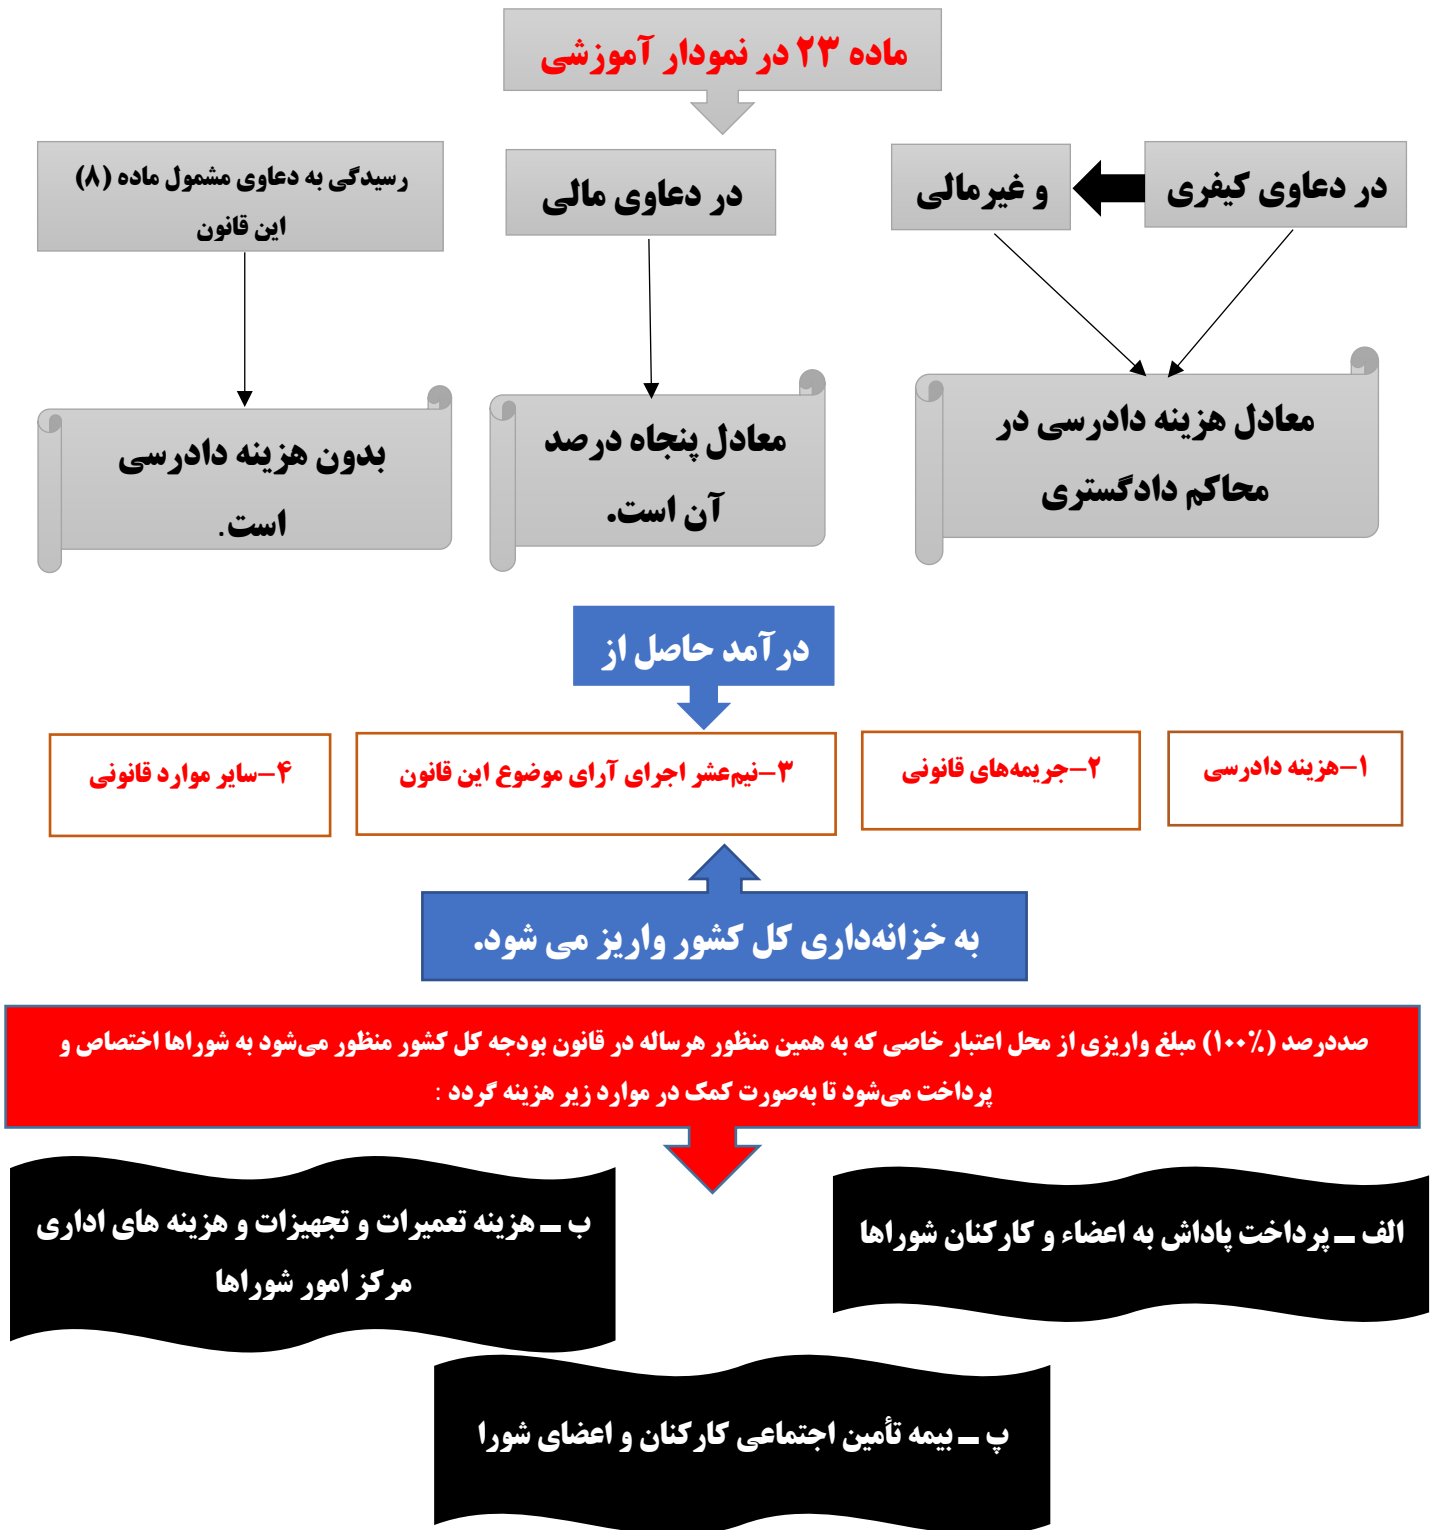 ماده ۲۳ در نمودار آموزشی
در دعاوی کیفری
و غیرمالی
در دعاوی مالی
رسیدگی به دعاوی مشمول ماده (۸)
این قانون
معادل هزینه دادرسی در
محاکم دادگستری
معادل پنجاه درصد
آن است.
بدون هزینه دادرسی
است.
درآمد حاصل از
۱-هزینه دادرسی
۲-جریمه‌های قانونی
۳-نیم‌عشر اجرای آرای موضوع این قانون
۴-سایر موارد قانونی
به خزانه‌داری کل کشور واریز می شود.
صددرصد (۱۰۰٪) مبلغ واریزی از محل اعتبار خاصی که به همین منظور هرساله در قانون بودجه کل کشور منظور می‌شود به شوراها اختصاص و
پرداخت می‌شود تا به‌صورت کمک در موارد زیر هزینه گردد :
الف ـ پرداخت پاداش به اعضاء و کارکنان شوراها
ب ـ هزینه تعمیرات و تجهیزات و هزینه های اداری
مرکز امور شوراها
پ ـ بیمه تأمین اجتماعی کارکنان و اعضای شورا